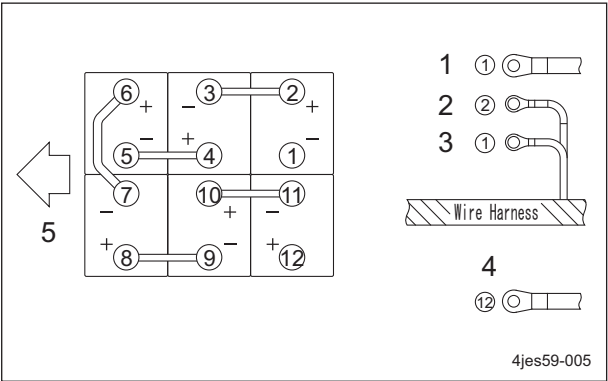 6 + - 3 2 +
5 - + 4 - 1
7 - 10 + 11 -
8 + 9 - + 12
5
1 1
2 2
3 1
Wire Harness
4
12
4jes59-005